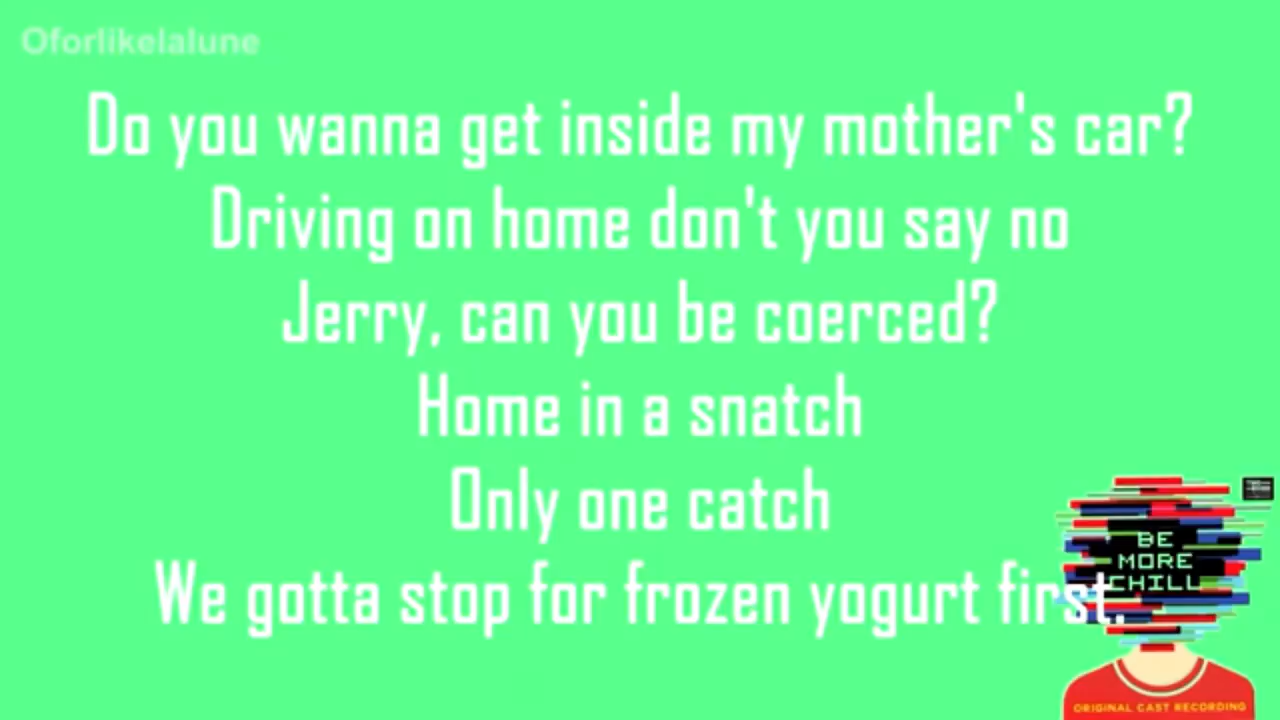 Oforlikelalune
Do you wanna get inside my mother's car?
Driving on home don't you say no
Jerry, can you be coerced?
Home in a snatch
Only one catch
We gotta stop for frozen yogurt first.
BE
MORE
CHILL
ORIGINAL CAST RECORDING